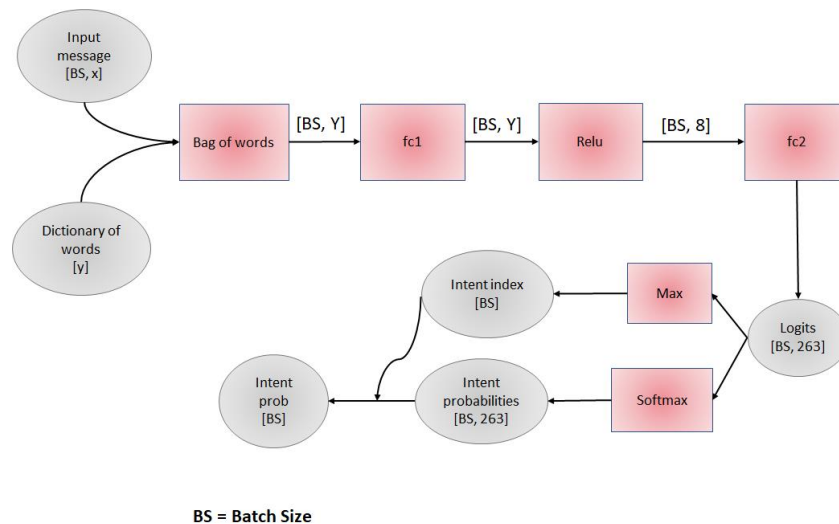 Input
message
[BS, x]
Bag of words
[BS, Y]
fc1
[BS, Y]
Relu
[BS, 8]
fc2
Dictionary of
words
[y]
Intent index
[BS]
Max
Logits
[BS, 263]
Intent
prob
[BS]
Intent
probabilities
[BS, 263]
Softmax
BS = Batch Size